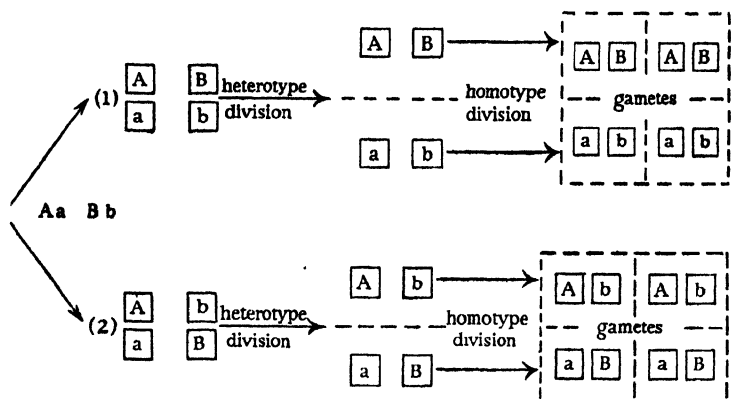 A B
A B A B
(1) A B heterotype
a b division
homotype
division
gametes
a b
a b a b
Aa Bb
A b
A b A b
(2) A b heterotype
a B division
homotype
division
gametes
a B
a B a B